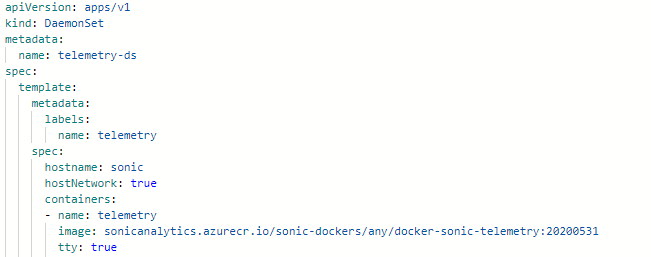 apiVersion: apps/v1
kind: DaemonSet
metadata:
  name: telemetry-ds
spec:
  template:
    metadata:
      labels:
        name: telemetry
    spec:
      hostname: sonic
      hostNetwork: true
      containers:
      - name: telemetry
        image: sonicanalytics.azurecr.io/sonic-dockers/any/docker-sonic-telemetry:20200531
        tty: true